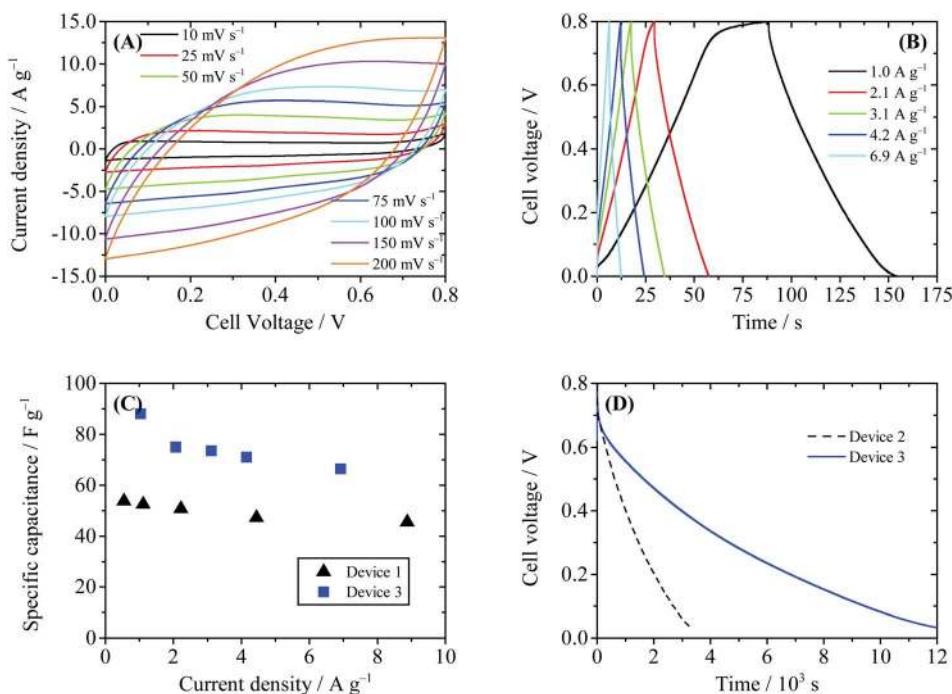 (A)
10 mV s⁻¹
25 mV s⁻¹
50 mV s⁻¹
75 mV s⁻¹
100 mV s⁻¹
150 mV s⁻¹
200 mV s⁻¹
15.0
10.0
5.0
0.0
-5.0
-10.0
-15.0
Current density / A g⁻¹
0.0 0.2 0.4 0.6 0.8
Cell Voltage / V
(B)
1.0 A g⁻¹
2.1 A g⁻¹
3.1 A g⁻¹
4.2 A g⁻¹
6.9 A g⁻¹
0.8
0.6
0.4
0.2
0.0
Cell voltage / V
0 25 50 75 100 125 150 175
Time / s
(C)
100
80
60
40
20
0
Specific capacitance / F g⁻¹
Device 1
Device 3
0 2 4 6 8 10
Current density / A g⁻¹
(D)
Device 2
Device 3
0.8
0.6
0.4
0.2
0.0
Cell voltage / V
0 2 4 6 8 10 12
Time / 10³ s